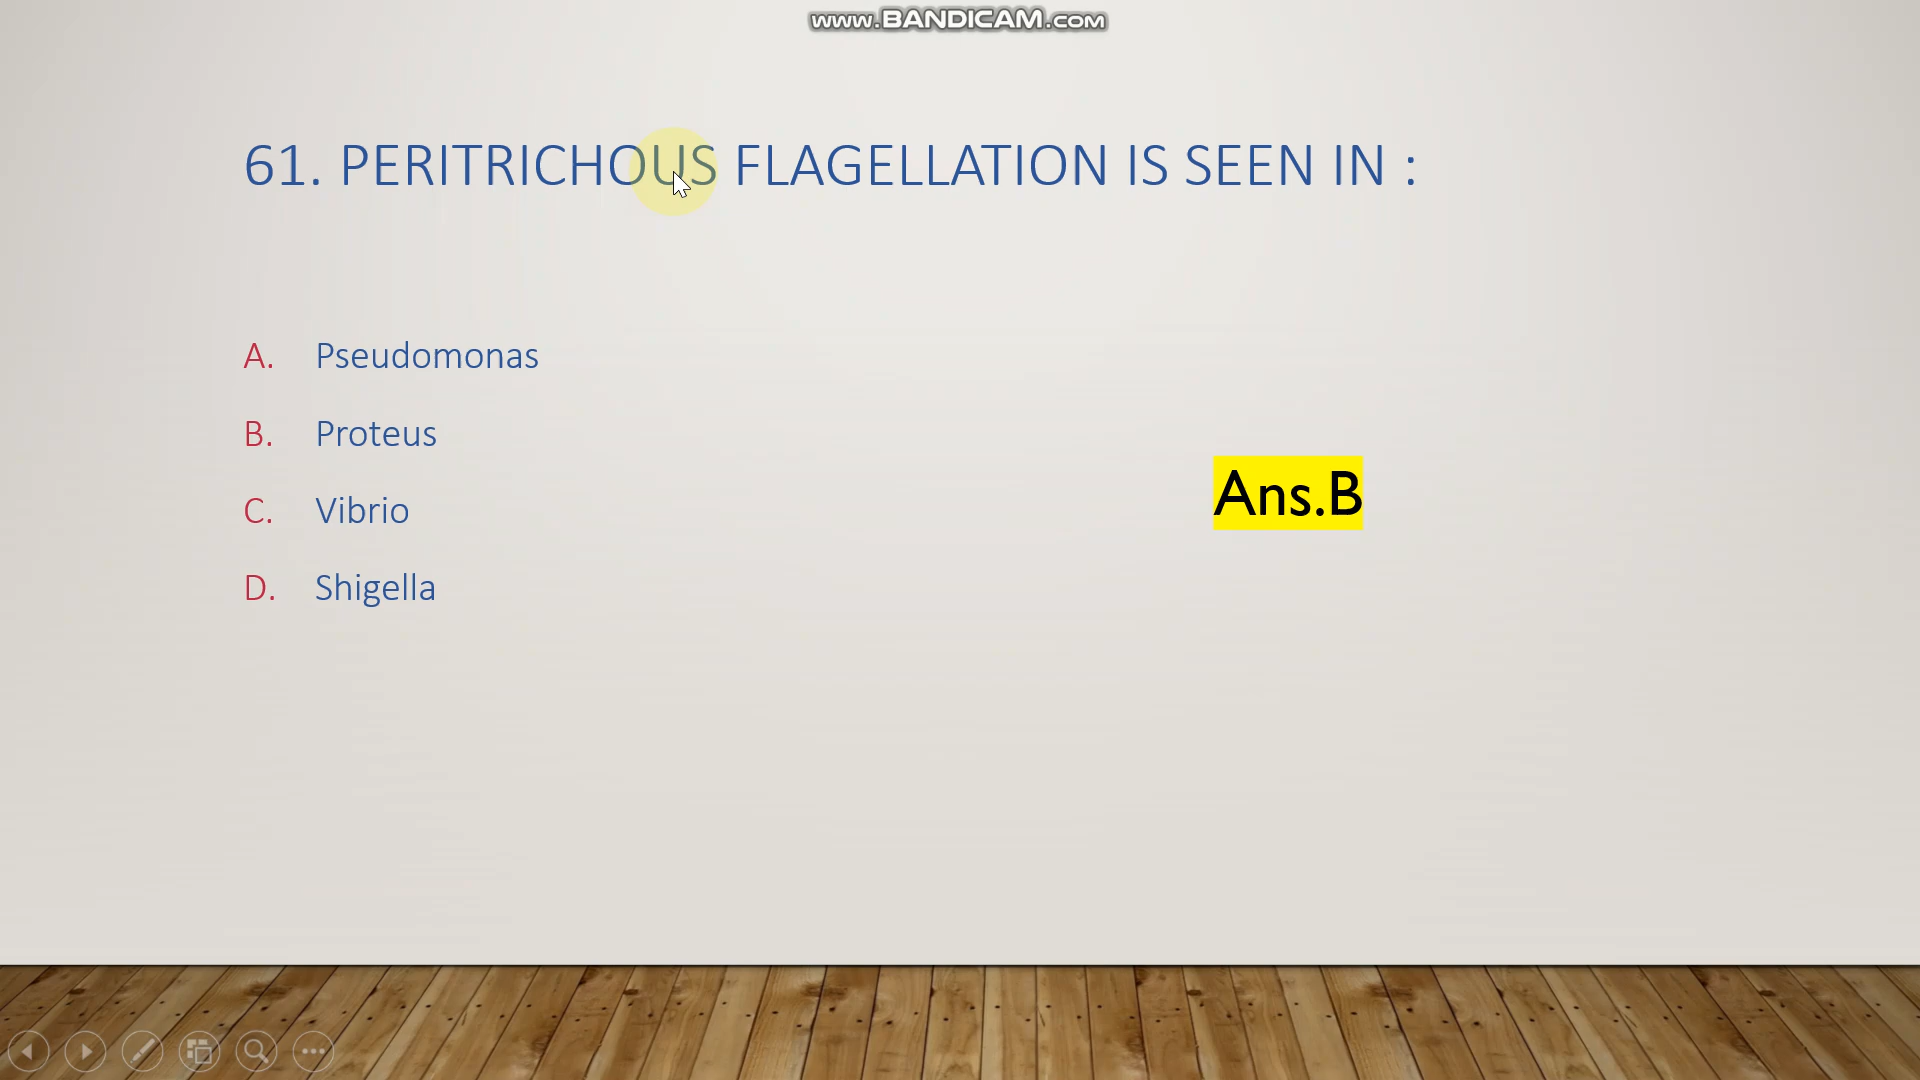 www.BANDICAM.com
61. PERITRICHOUS FLAGELLATION IS SEEN IN :
A. Pseudomonas
B. Proteus
C. Vibrio
D. Shigella
Ans.B